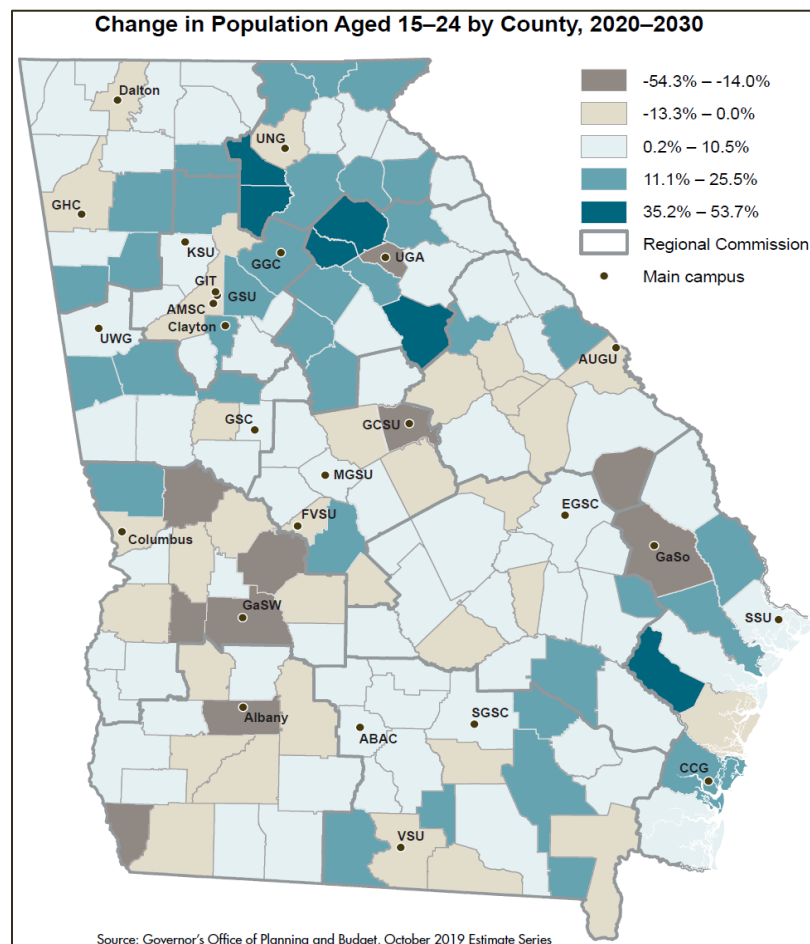 Change in Population Aged 15–24 by County, 2020–2030
-54.3% – -14.0%
-13.3% – 0.0%
0.2% – 10.5%
11.1% – 25.5%
35.2% – 53.7%
Regional Commission
Main campus
Dalton
UNG
GHC
KSU
GGC
UGA
GIT
GSU
AMSC
Clayton
UWG
AUGU
GSC
GCSU
MGSU
EGSC
FVSU
Columbus
GaSo
GaSW
SSU
Albany
ABAC
SGSC
CCG
VSU
Source: Governor's Office of Planning and Budget, October 2019 Estimate Series